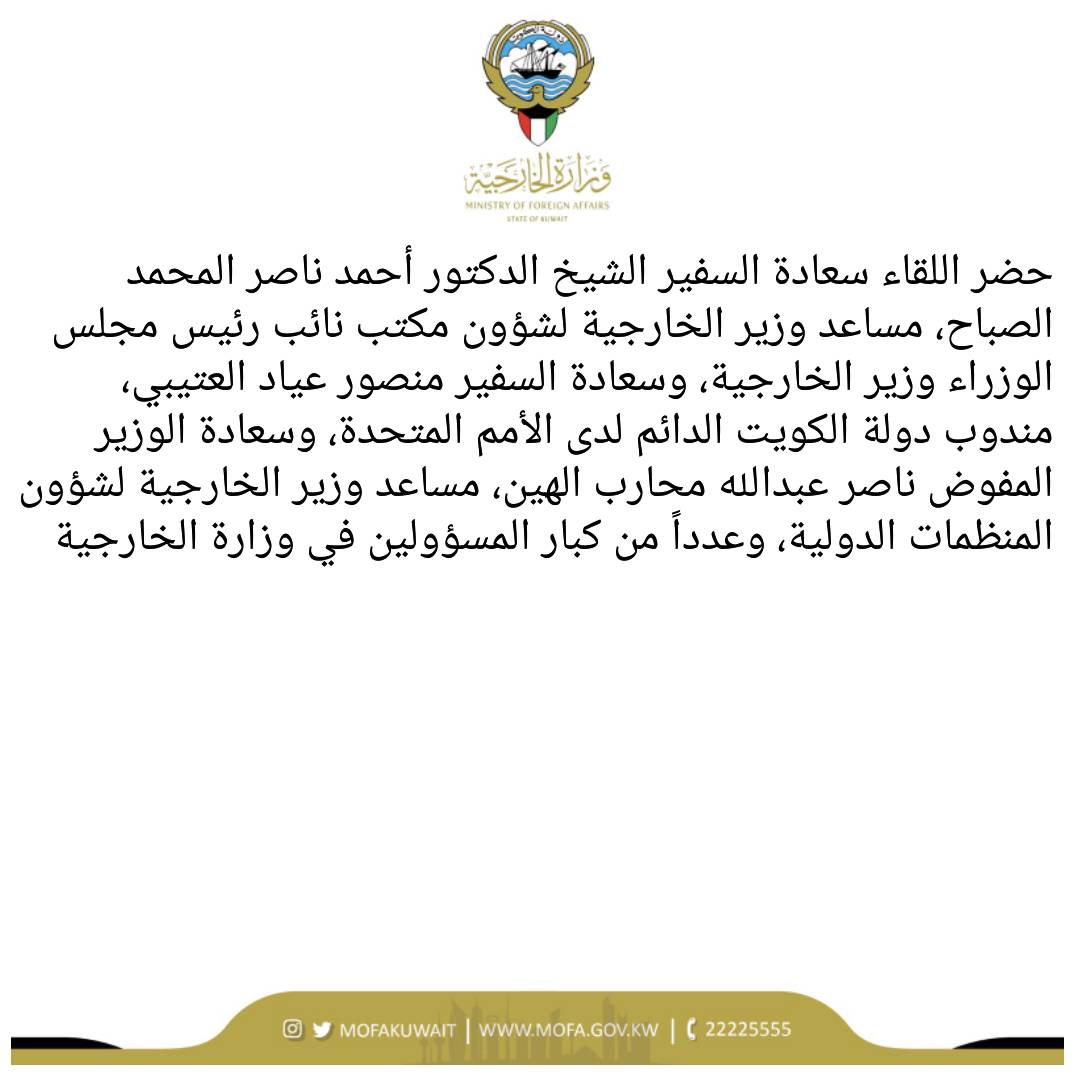 دولة الكويت
وزارة الخارجية
MINISTRY OF FOREIGN AFFAIRS
STATE OF KUWAIT
حضر اللقاء سعادة السفير الشيخ الدكتور أحمد ناصر المحمد
الصباح، مساعد وزير الخارجية لشؤون مكتب نائب رئيس مجلس
الوزراء وزير الخارجية، وسعادة السفير منصور عياد العتيبي،
مندوب دولة الكويت الدائم لدى الأمم المتحدة، وسعادة الوزير
المفوض ناصر عبدالله محارب الهين، مساعد وزير الخارجية لشؤون
المنظمات الدولية، وعدداً من كبار المسؤولين في وزارة الخارجية
MOFAKUWAIT | WWW.MOFA.GOV.KW | 22225555